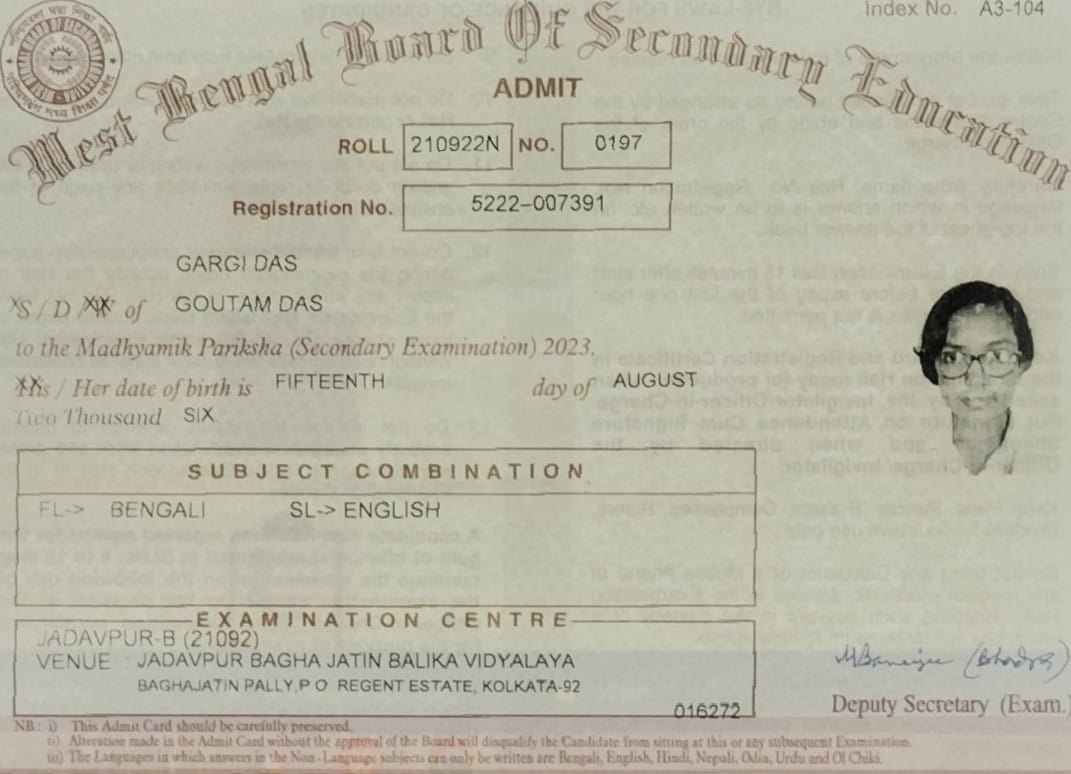 Index No. A3-104
West Bengal Board Of Secondary Education
ADMIT
ROLL 210922N NO. 0197
Registration No. 5222-007391
GARGI DAS
S / D / W of GOUTAM DAS
to the Madhyamik Pariksha (Secondary Examination) 2023.
His / Her date of birth is FIFTEENTH day of AUGUST
Two Thousand SIX
SUBJECT COMBINATION
FL-> BENGALI SL-> ENGLISH
EXAMINATION CENTRE
JADAVPUR-B (21092)
VENUE : JADAVPUR BAGHA JATIN BALIKA VIDYALAYA
BAGHAJATIN PALLY,P O REGENT ESTATE, KOLKATA-92
016272
Deputy Secretary (Exam.)
NB : i) This Admit Card should be carefully preserved.
ii) Alteration made in the Admit Card without the approval of the Board will disqualify the Candidate from sitting at this or any subsequent Examination.
iii) The Languages in which answers in the Non-Language subjects can only be written are Bengali, English, Hindi, Nepali, Odia, Urdu and Ol Chiki.